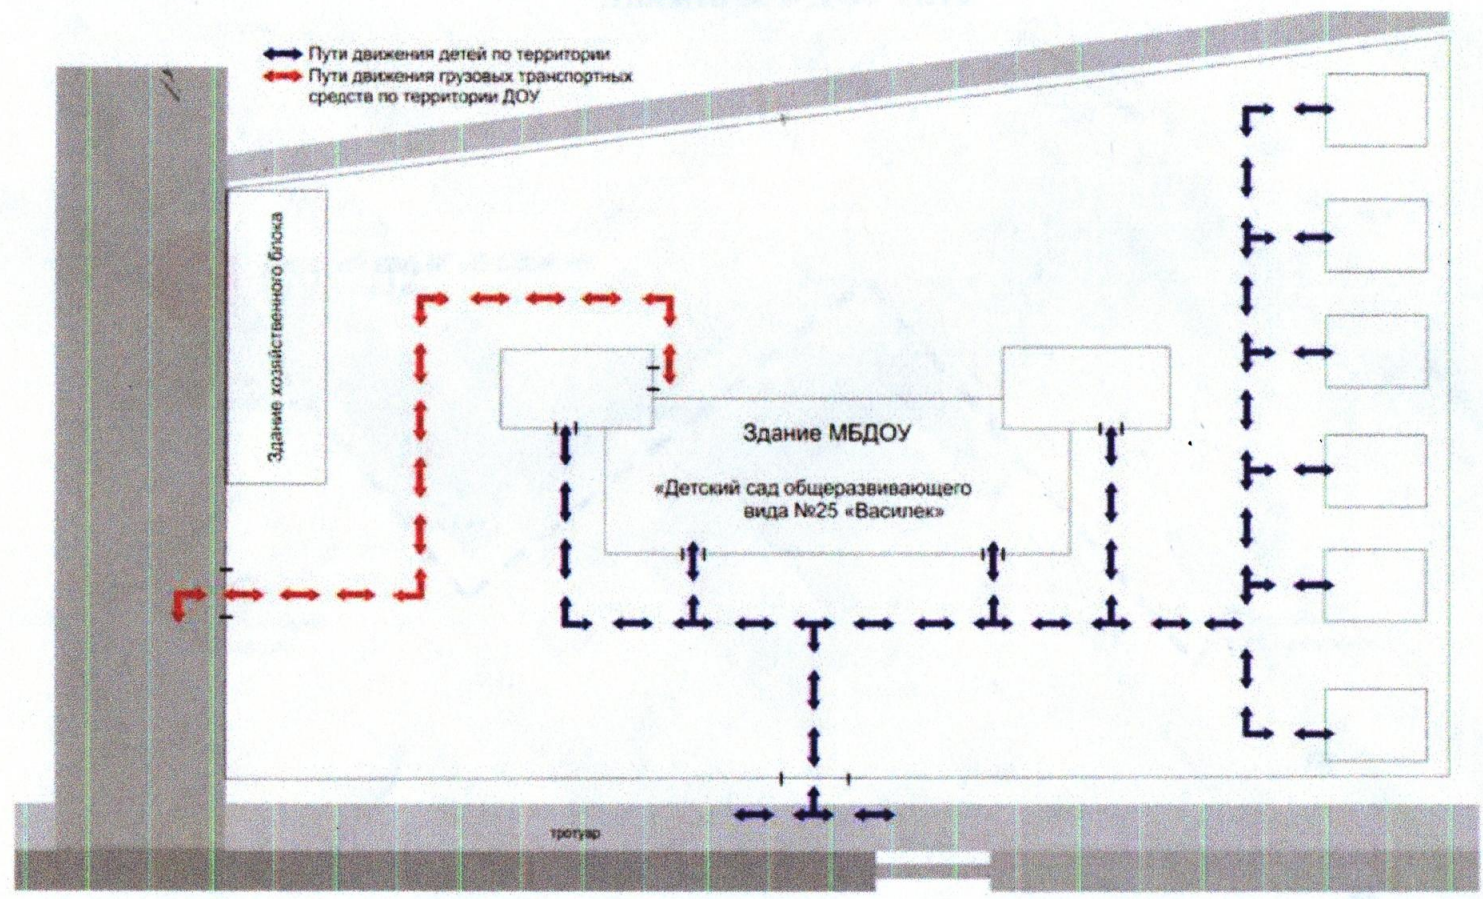 Пути движения детей по территории
Пути движения грузовых транспортных
средств по территории ДОУ
Здание хозяйственного блока
Здание МБДОУ
«Детский сад общеразвивающего
вида №25 «Василек»
тротуар